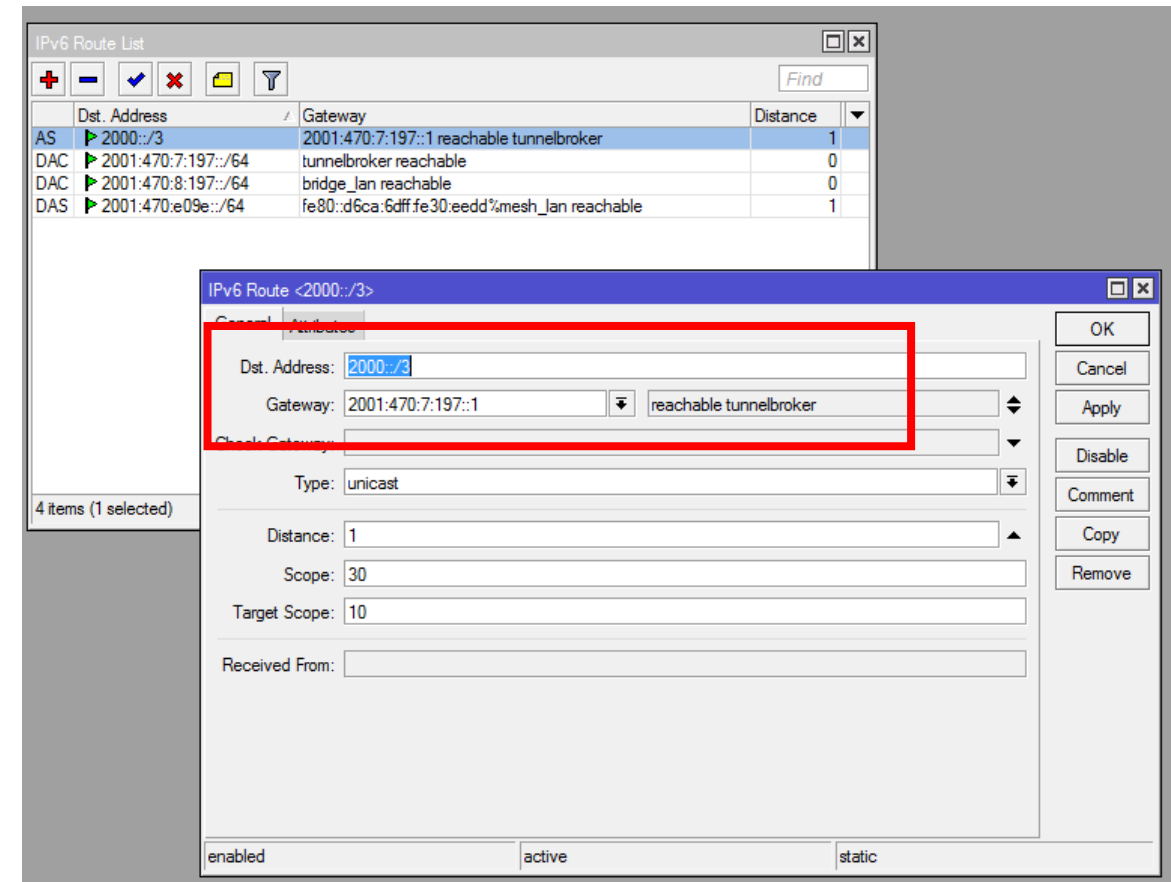 IPv6 Route List
Find
Dst. Address Gateway Distance
AS 2000::/3 2001:470:7:197::1 reachable tunnelbroker 1
DAC 2001:470:7:197::/64 tunnelbroker reachable 0
DAC 2001:470:8:197::/64 bridge_lan reachable 0
DAS 2001:470:e09e::/64 fe80::d6ca:6dff:fe30:eedd%mesh_lan reachable 1
4 items (1 selected)
IPv6 Route <2000::/3>
General Attributes
OK
Dst. Address: 2000::/3
Cancel
Gateway: 2001:470:7:197::1 reachable tunnelbroker
Apply
Check Gateway:
Disable
Type: unicast
Comment
Distance: 1
Copy
Scope: 30
Remove
Target Scope: 10
Received From:
enabled active static